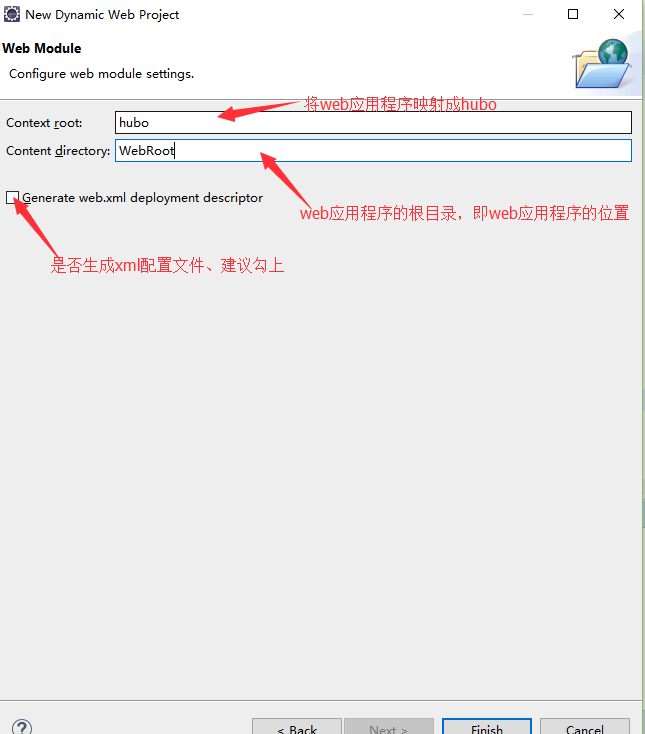 New Dynamic Web Project
Web Module
Configure web module settings.
将web应用程序映射成hubo
Context root: hubo
Content directory: WebRoot
Generate web.xml deployment descriptor
web应用程序的根目录，即web应用程序的位置
是否生成xml配置文件、建议勾上
? < Back Next > Finish Cancel